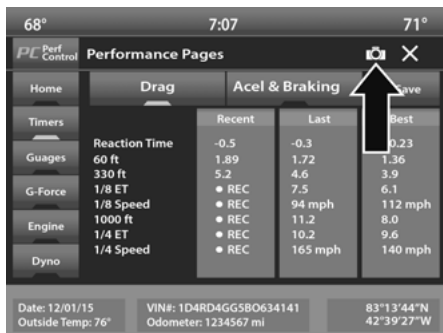 68° 7:07 71°
PC Perf Control Performance Pages
Home Drag Acel & Braking Save
Timers Recent Last Best
Reaction Time -0.5 -0.3 -0.23
60 ft 1.89 1.72 1.36
Guages 330 ft 5.2 4.6 3.9
1/8 ET • REC 7.5 6.1
G-Force 1/8 Speed • REC 94 mph 112 mph
1000 ft • REC 11.2 8.0
Engine 1/4 ET • REC 10.2 9.6
1/4 Speed • REC 165 mph 140 mph
Dyno
Date: 12/01/15 VIN#: 1D4RD4GG5BO634141 83°13'44"N
Outside Temp: 76° Odometer: 1234567 mi 42°39'27"W